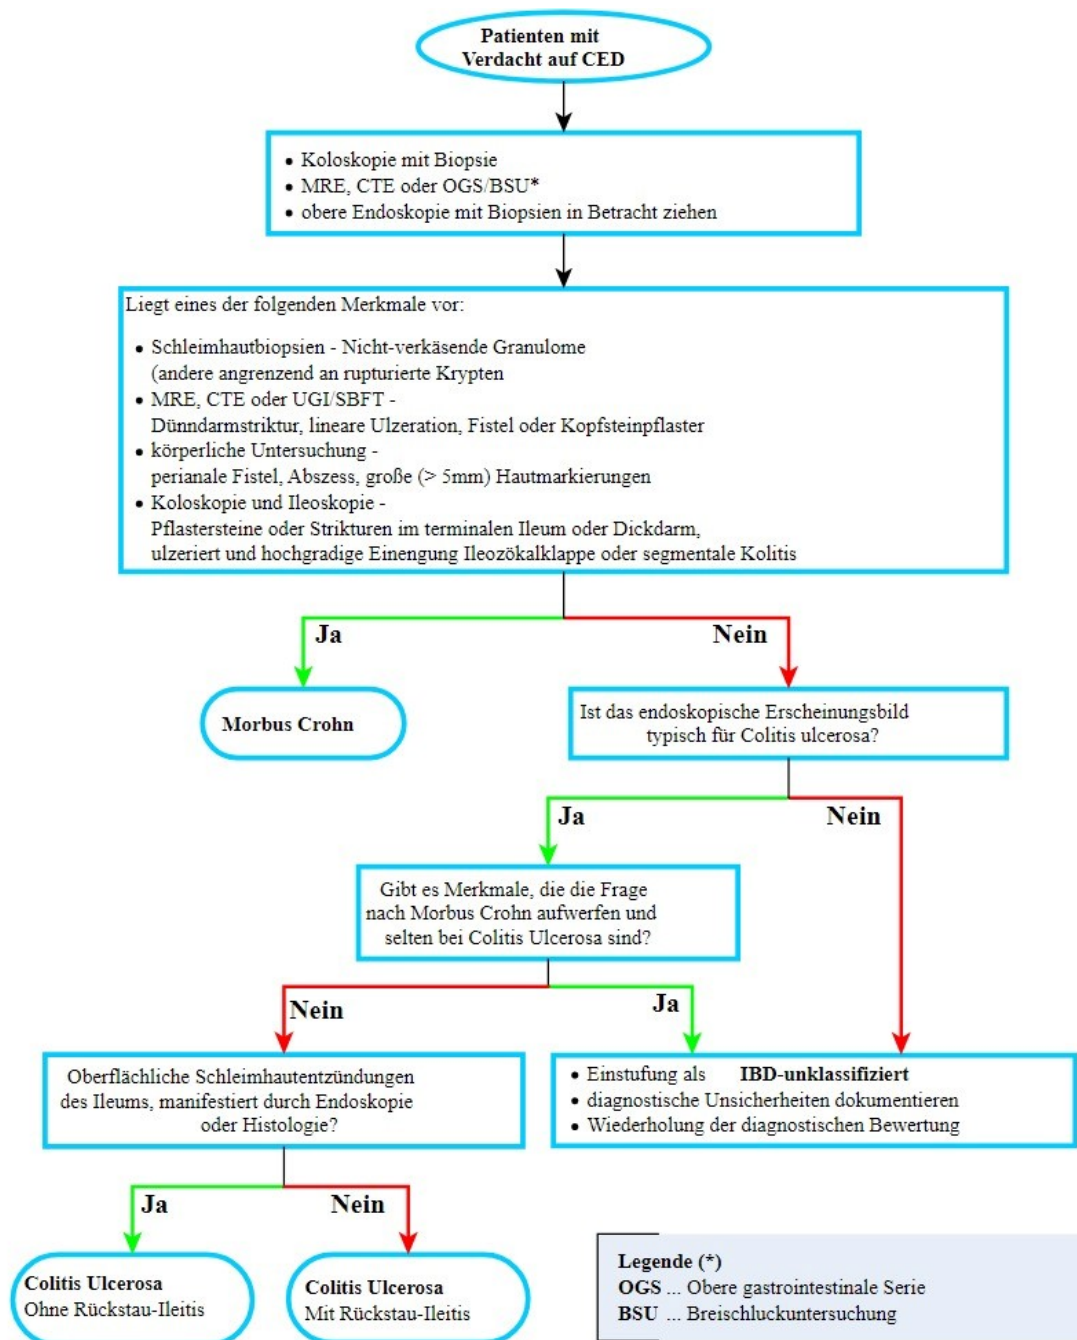 Patienten mit
Verdacht auf CED
• Koloskopie mit Biopsie
• MRE, CTE oder OGS/BSU*
• obere Endoskopie mit Biopsien in Betracht ziehen
Liegt eines der folgenden Merkmale vor:
• Schleimhautbiopsien - Nicht-verkäsende Granulome
(andere angrenzend an rupturierte Krypten
• MRE, CTE oder UGI/SBFT -
Dünndarmstriktur, lineare Ulzeration, Fistel oder Kopfsteinpflaster
• körperliche Untersuchung -
perianale Fistel, Abszess, große (> 5mm) Hautmarkierungen
• Koloskopie und Ileoskopie -
Pflastersteine oder Strikturen im terminalen Ileum oder Dickdarm,
ulzeriert und hochgradige Einengung Ileozökalklappe oder segmentale Kolitis
Ja
Nein
Morbus Crohn
Ist das endoskopische Erscheinungsbild
typisch für Colitis ulcerosa?
Ja
Nein
Gibt es Merkmale, die die Frage
nach Morbus Crohn aufwerfen und
selten bei Colitis Ulcerosa sind?
Nein
Ja
Oberflächliche Schleimhautentzündungen
des Ileums, manifestiert durch Endoskopie
oder Histologie?
• Einstufung als IBD-unklassifiziert
• diagnostische Unsicherheiten dokumentieren
• Wiederholung der diagnostischen Bewertung
Ja
Nein
Colitis Ulcerosa
Ohne Rückstau-Ileitis
Colitis Ulcerosa
Mit Rückstau-Ileitis
Legende (*)
OGS ... Obere gastrointestinale Serie
BSU ... Breischluckuntersuchung